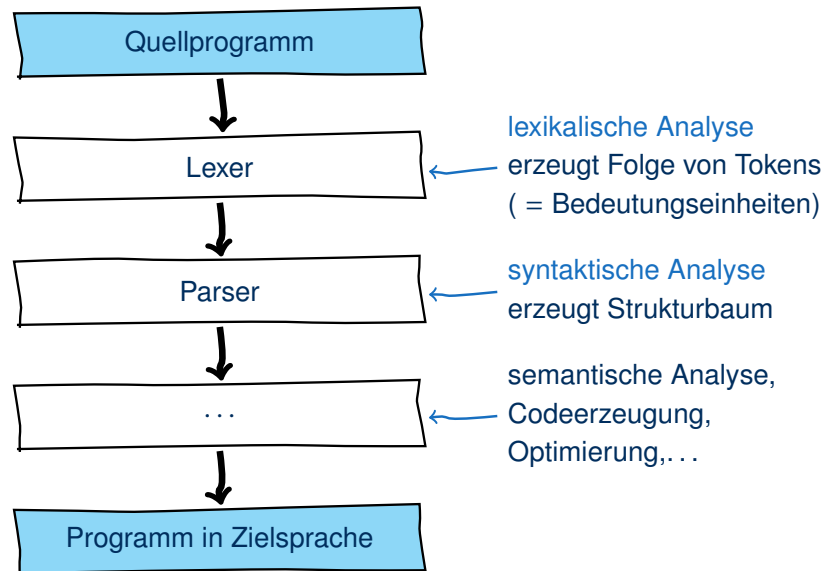 Quellprogramm
Lexer
lexikalische Analyse
erzeugt Folge von Tokens
( = Bedeutungseinheiten)
Parser
syntaktische Analyse
erzeugt Strukturbaum
...
semantische Analyse,
Codeerzeugung,
Optimierung,...
Programm in Zielsprache